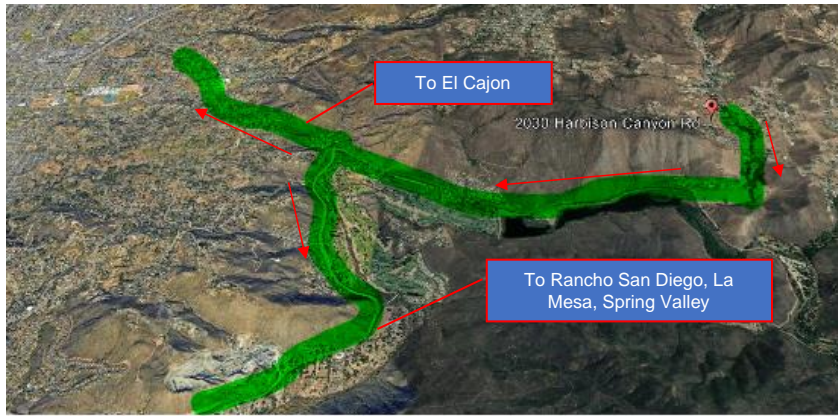 To El Cajon
2030 Harbison Canyon Rd
To Rancho San Diego, La
Mesa, Spring Valley